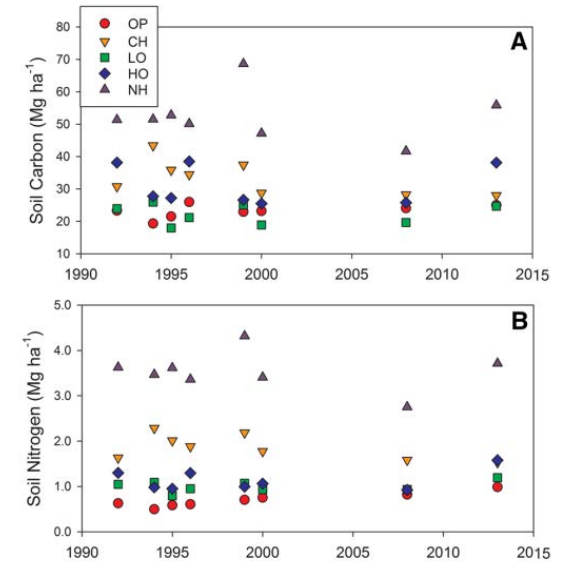 80
A
OP
70
CH
LO
60
HO
NH
50
40
30
20
10
Soil Carbon (Mg ha⁻¹)
1990 1995 2000 2005 2010 2015
5.0
B
4.0
3.0
2.0
1.0
0.0
Soil Nitrogen (Mg ha⁻¹)
1990 1995 2000 2005 2010 2015